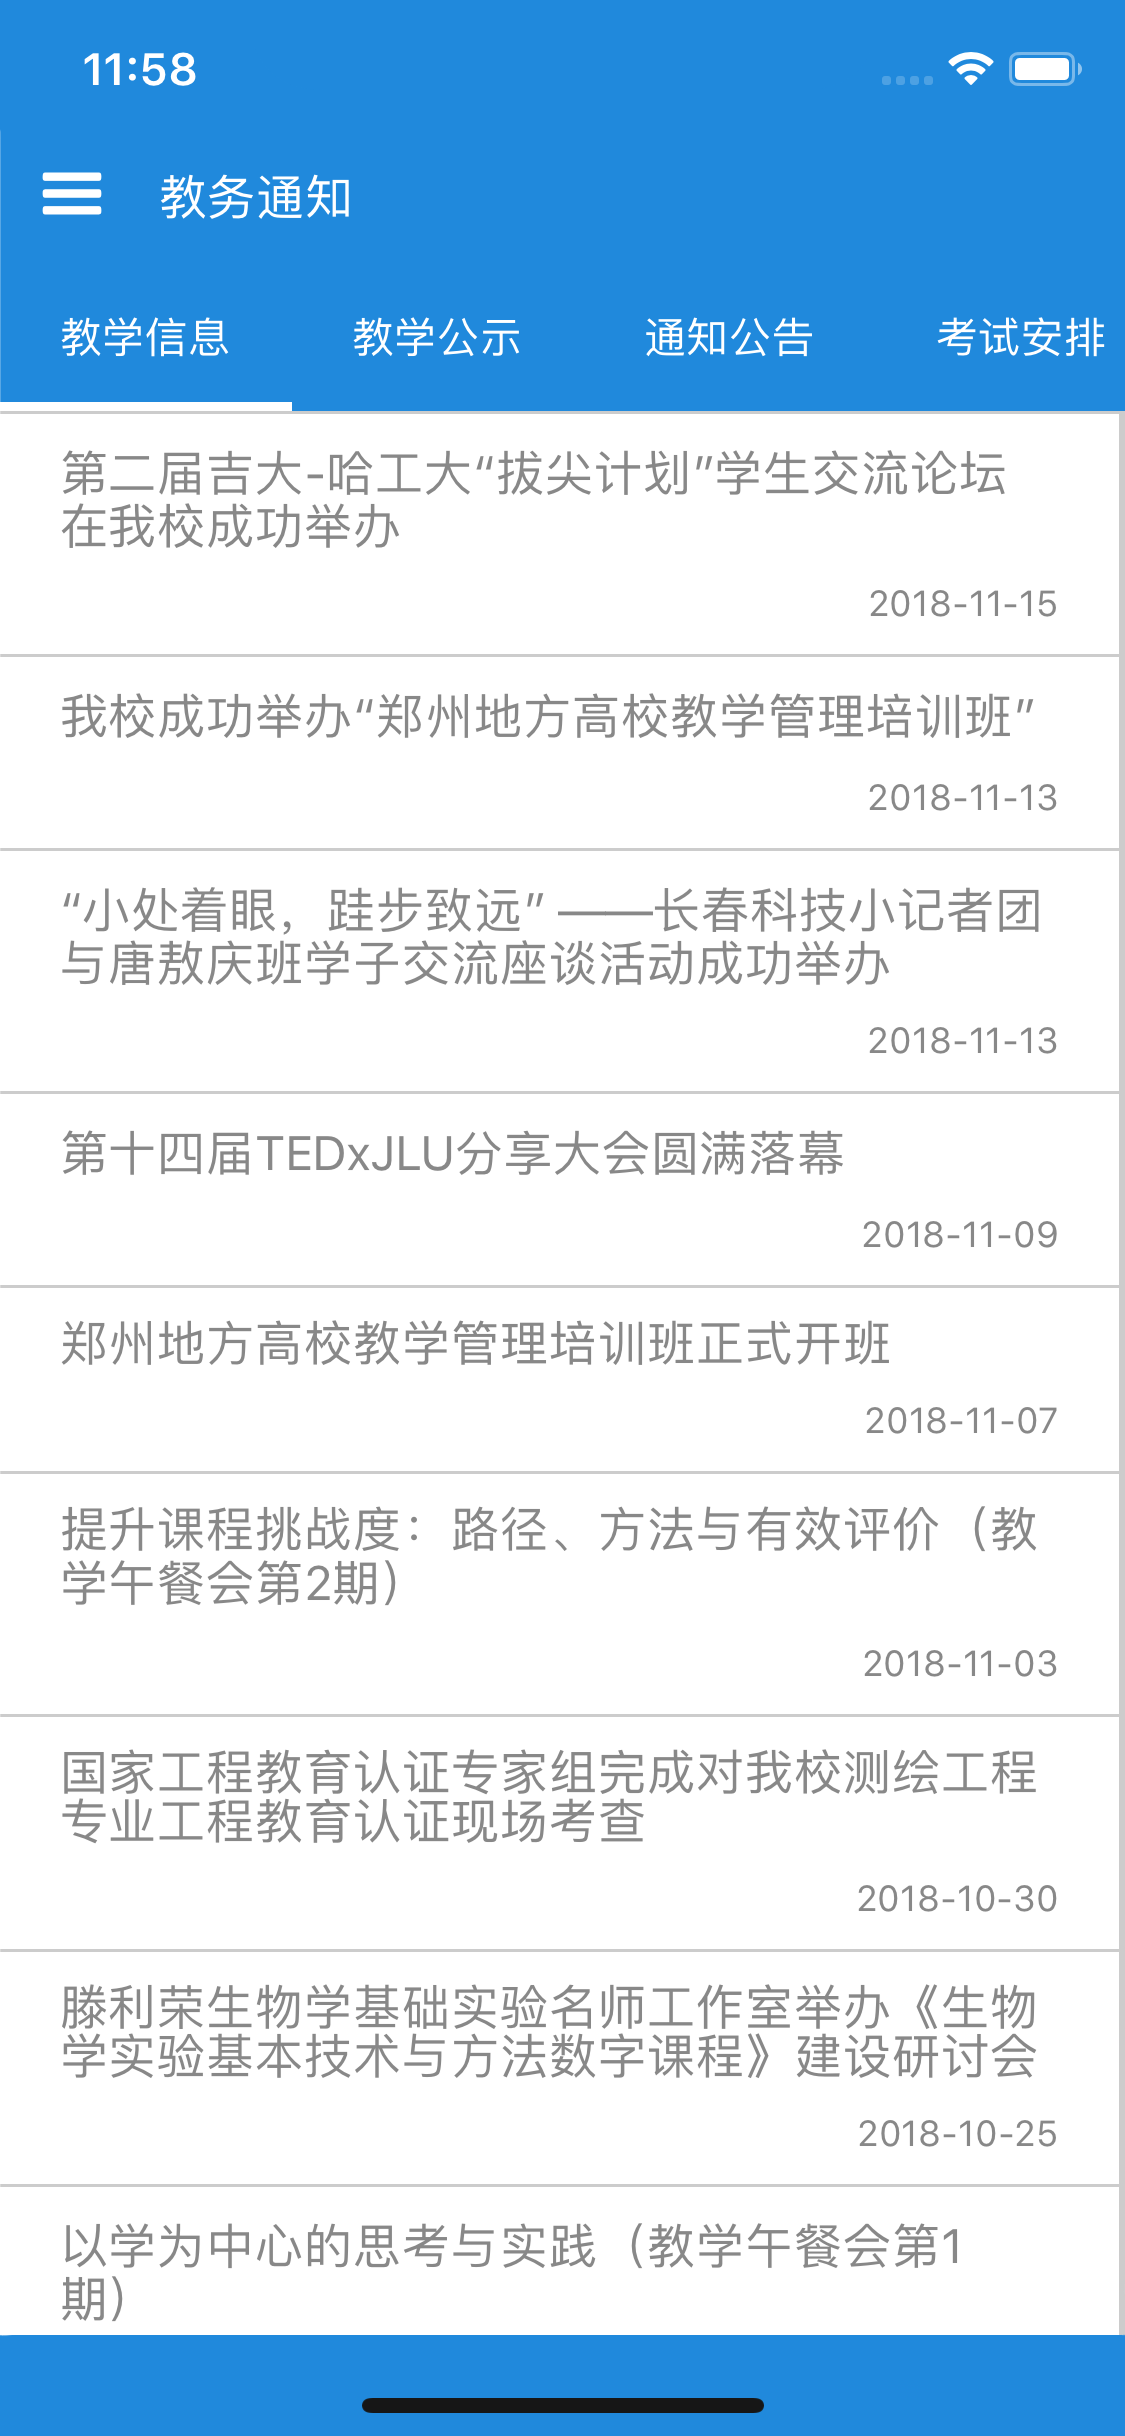 11:58
教务通知
教学信息
教学公示
通知公告
考试安排
第二届吉大-哈工大“拔尖计划”学生交流论坛
在我校成功举办
2018-11-15
我校成功举办“郑州地方高校教学管理培训班”
2018-11-13
“小处着眼，跬步致远” ——长春科技小记者团
与唐敖庆班学子交流座谈活动成功举办
2018-11-13
第十四届TEDxJLU分享大会圆满落幕
2018-11-09
郑州地方高校教学管理培训班正式开班
2018-11-07
提升课程挑战度：路径、方法与有效评价（教
学午餐会第2期）
2018-11-03
国家工程教育认证专家组完成对我校测绘工程
专业工程教育认证现场考查
2018-10-30
滕利荣生物学基础实验名师工作室举办《生物
学实验基本技术与方法数字课程》建设研讨会
2018-10-25
以学为中心的思考与实践（教学午餐会第1
期）